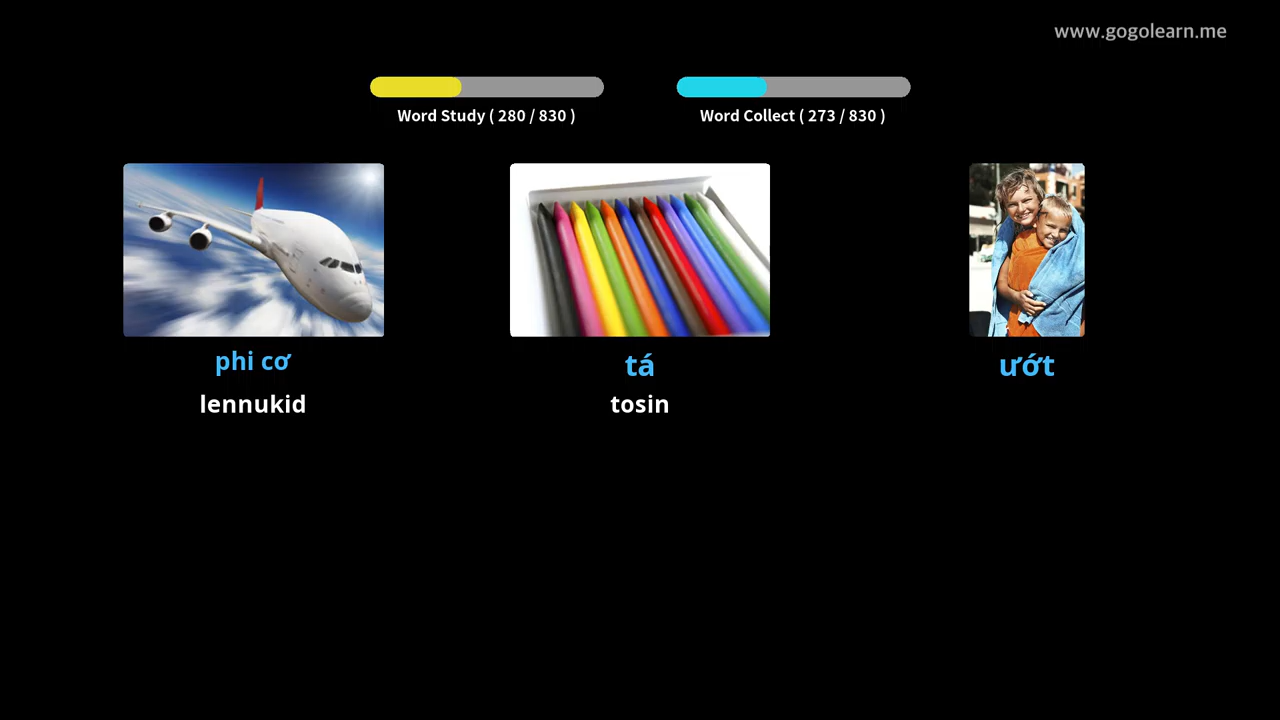 www.gogolearn.me
Word Study ( 280 / 830 )
Word Collect ( 273 / 830 )
phi cơ
tá
ướt
lennukid
tosin